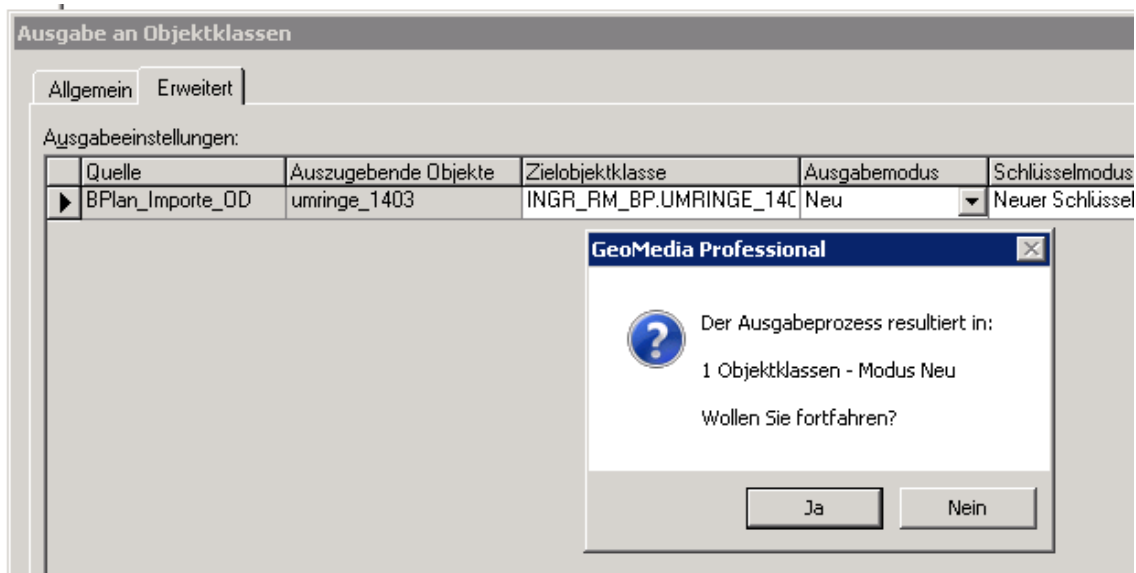 Ausgabe an Objektklassen
Allgemein Erweitert
Ausgabeeinstellungen:
Quelle Auszugebende Objekte Zielobjektklasse Ausgabemodus Schlüsselmodus
BPlan_Importe_OD umringe_1403 INGR_RM_BP.UMRINGE_14 Neu Neuer Schlüssel
GeoMedia Professional
Der Ausgabeprozess resultiert in:
1 Objektklassen - Modus Neu
Wollen Sie fortfahren?
Ja Nein